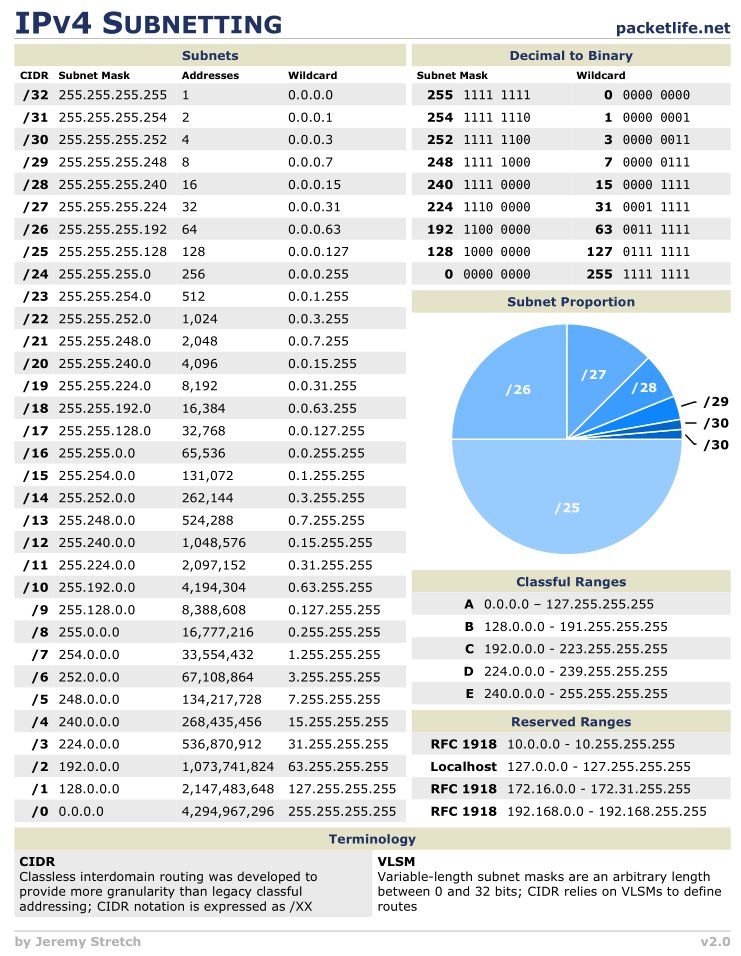 IPv4 Subnetting
packetlife.net
Subnets
CIDR Subnet Mask Addresses Wildcard
/32 255.255.255.255 1 0.0.0.0
/31 255.255.255.254 2 0.0.0.1
/30 255.255.255.252 4 0.0.0.3
/29 255.255.255.248 8 0.0.0.7
/28 255.255.255.240 16 0.0.0.15
/27 255.255.255.224 32 0.0.0.31
/26 255.255.255.192 64 0.0.0.63
/25 255.255.255.128 128 0.0.0.127
/24 255.255.255.0 256 0.0.0.255
/23 255.255.254.0 512 0.0.1.255
/22 255.255.252.0 1,024 0.0.3.255
/21 255.255.248.0 2,048 0.0.7.255
/20 255.255.240.0 4,096 0.0.15.255
/19 255.255.224.0 8,192 0.0.31.255
/18 255.255.192.0 16,384 0.0.63.255
/17 255.255.128.0 32,768 0.0.127.255
/16 255.255.0.0 65,536 0.0.255.255
/15 255.254.0.0 131,072 0.1.255.255
/14 255.252.0.0 262,144 0.3.255.255
/13 255.248.0.0 524,288 0.7.255.255
/12 255.240.0.0 1,048,576 0.15.255.255
/11 255.224.0.0 2,097,152 0.31.255.255
/10 255.192.0.0 4,194,304 0.63.255.255
/9 255.128.0.0 8,388,608 0.127.255.255
/8 255.0.0.0 16,777,216 0.255.255.255
/7 254.0.0.0 33,554,432 1.255.255.255
/6 252.0.0.0 67,108,864 3.255.255.255
/5 248.0.0.0 134,217,728 7.255.255.255
/4 240.0.0.0 268,435,456 15.255.255.255
/3 224.0.0.0 536,870,912 31.255.255.255
/2 192.0.0.0 1,073,741,824 63.255.255.255
/1 128.0.0.0 2,147,483,648 127.255.255.255
/0 0.0.0.0 4,294,967,296 255.255.255.255
Decimal to Binary
Subnet Mask Wildcard
255 1111 1111 0 0000 0000
254 1111 1110 1 0000 0001
252 1111 1100 3 0000 0011
248 1111 1000 7 0000 0111
240 1111 0000 15 0000 1111
224 1110 0000 31 0001 1111
192 1100 0000 63 0011 1111
128 1000 0000 127 0111 1111
0 0000 0000 255 1111 1111
Subnet Proportion
/26
/27
/28
/29
/30
/30
/25
Classful Ranges
A 0.0.0.0 – 127.255.255.255
B 128.0.0.0 - 191.255.255.255
C 192.0.0.0 - 223.255.255.255
D 224.0.0.0 - 239.255.255.255
E 240.0.0.0 - 255.255.255.255
Reserved Ranges
RFC 1918 10.0.0.0 - 10.255.255.255
Localhost 127.0.0.0 - 127.255.255.255
RFC 1918 172.16.0.0 - 172.31.255.255
RFC 1918 192.168.0.0 - 192.168.255.255
Terminology
CIDR
Classless interdomain routing was developed to
provide more granularity than legacy classful
addressing; CIDR notation is expressed as /XX
VLSM
Variable-length subnet masks are an arbitrary length
between 0 and 32 bits; CIDR relies on VLSMs to define
routes
by Jeremy Stretch
v2.0